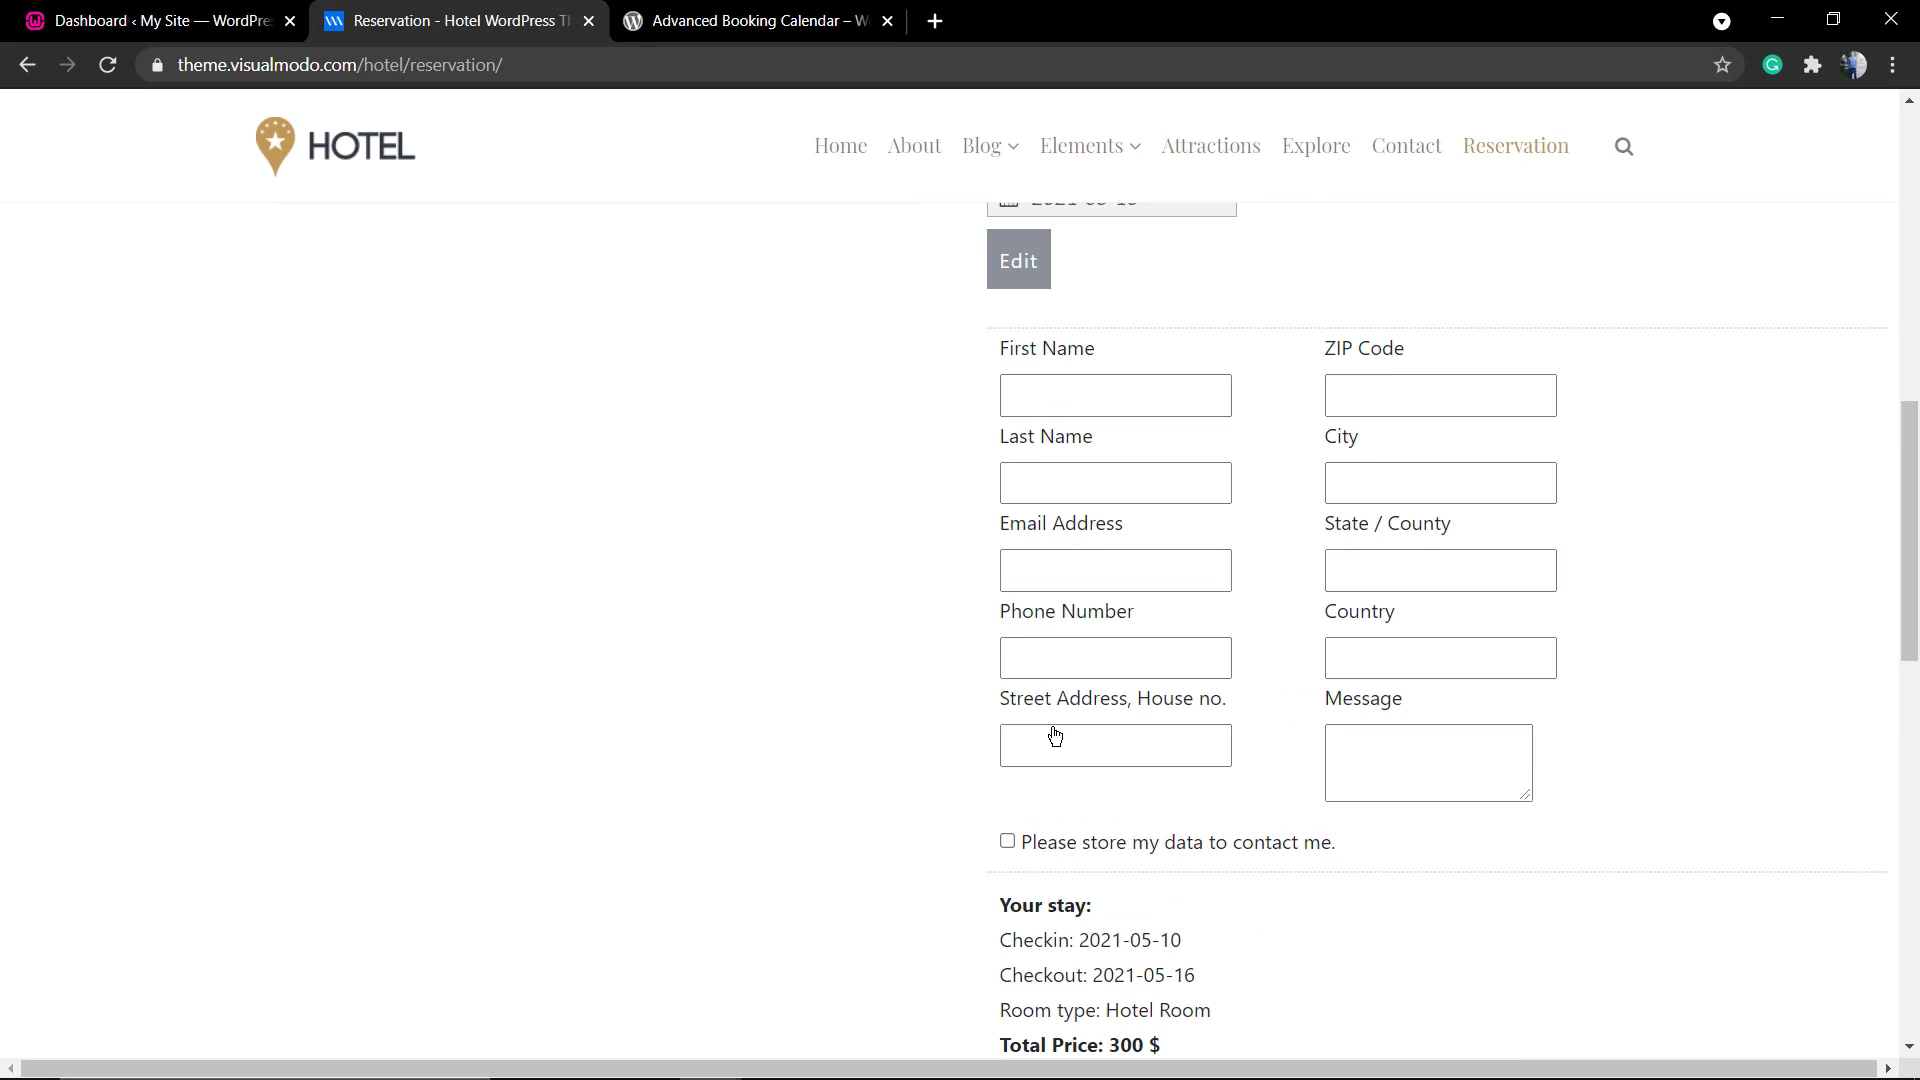 Dashboard ‹ My Site — WordPre
Reservation - Hotel WordPress Th
Advanced Booking Calendar – W
theme.visualmodo.com/hotel/reservation/
HOTEL
Home About Blog Elements Attractions Explore Contact Reservation
Edit
First Name ZIP Code
Last Name City
Email Address State / County
Phone Number Country
Street Address, House no. Message
Please store my data to contact me.
Your stay:
Checkin: 2021-05-10
Checkout: 2021-05-16
Room type: Hotel Room
Total Price: 300 $